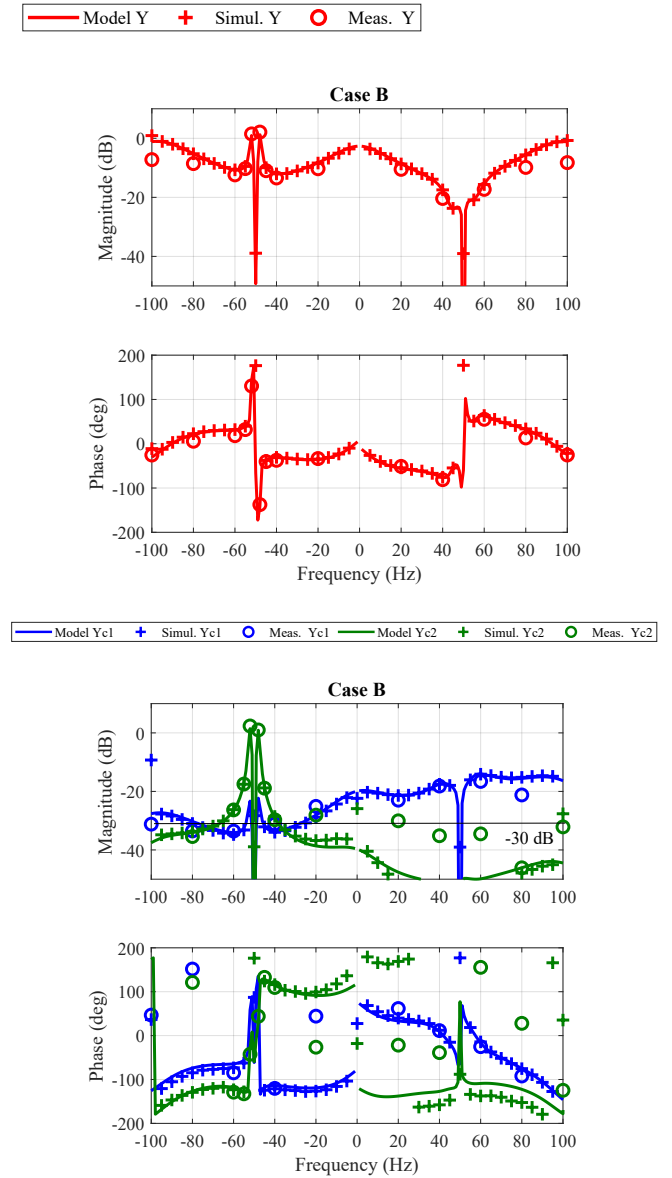 Model Y Simul. Y Meas. Y
Case B
Magnitude (dB)
0
-20
-40
-100 -80 -60 -40 -20 0 20 40 60 80 100
Phase (deg)
200
100
0
-100
-200
-100 -80 -60 -40 -20 0 20 40 60 80 100
Frequency (Hz)
Model Yc1 Simul. Yc1 Meas. Yc1 Model Yc2 Simul. Yc2 Meas. Yc2
Case B
Magnitude (dB)
0
-20
-40
-30 dB
-100 -80 -60 -40 -20 0 20 40 60 80 100
Phase (deg)
200
100
0
-100
-200
-100 -80 -60 -40 -20 0 20 40 60 80 100
Frequency (Hz)